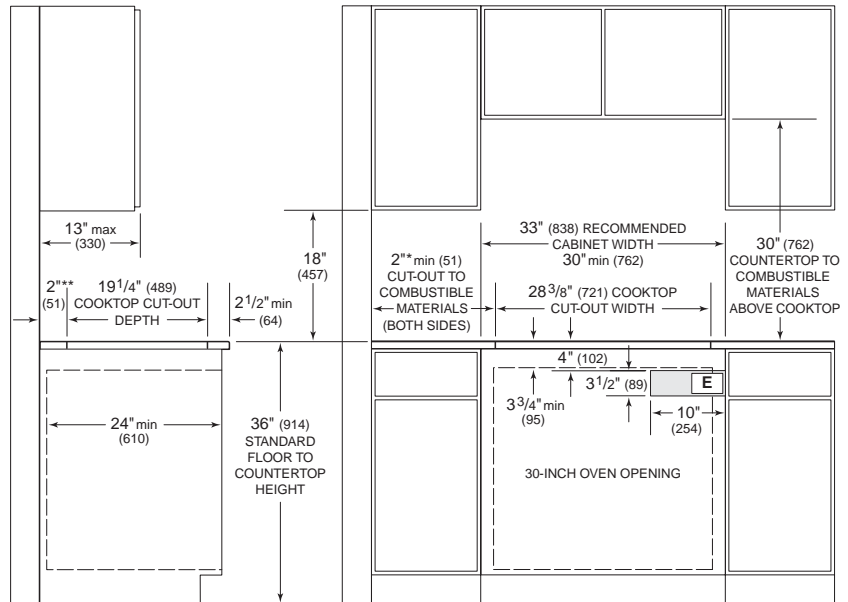 13" max
(330)
18"
(457)
2"**
(51)
19 1/4" (489)
COOKTOP CUT-OUT
DEPTH
2 1/2" min
(64)
24" min
(610)
36" (914)
STANDARD
FLOOR TO
COUNTERTOP
HEIGHT
33" (838) RECOMMENDED
CABINET WIDTH
30" min (762)
2"* min (51)
CUT-OUT TO
COMBUSTIBLE
MATERIALS
(BOTH SIDES)
28 3/8" (721) COOKTOP
CUT-OUT WIDTH
30" (762)
COUNTERTOP TO
COMBUSTIBLE
MATERIALS
ABOVE COOKTOP
4" (102)
3 1/2" (89)
E
3 3/4" min
(95)
10"
(254)
30-INCH OVEN OPENING